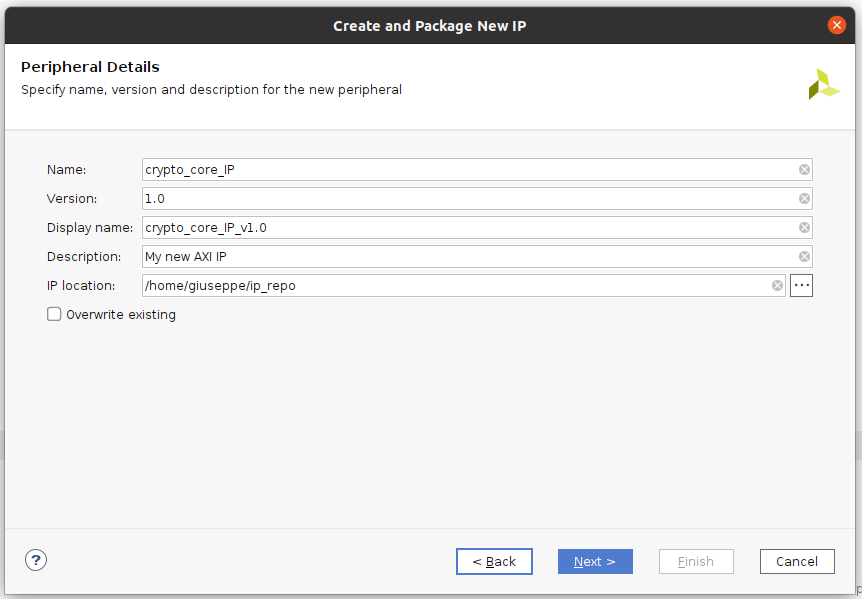 Create and Package New IP
Peripheral Details
Specify name, version and description for the new peripheral
Name: crypto_core_IP
Version: 1.0
Display name: crypto_core_IP_v1.0
Description: My new AXI IP
IP location: /home/giuseppe/ip_repo ...
Overwrite existing
? < Back Next > Finish Cancel
p